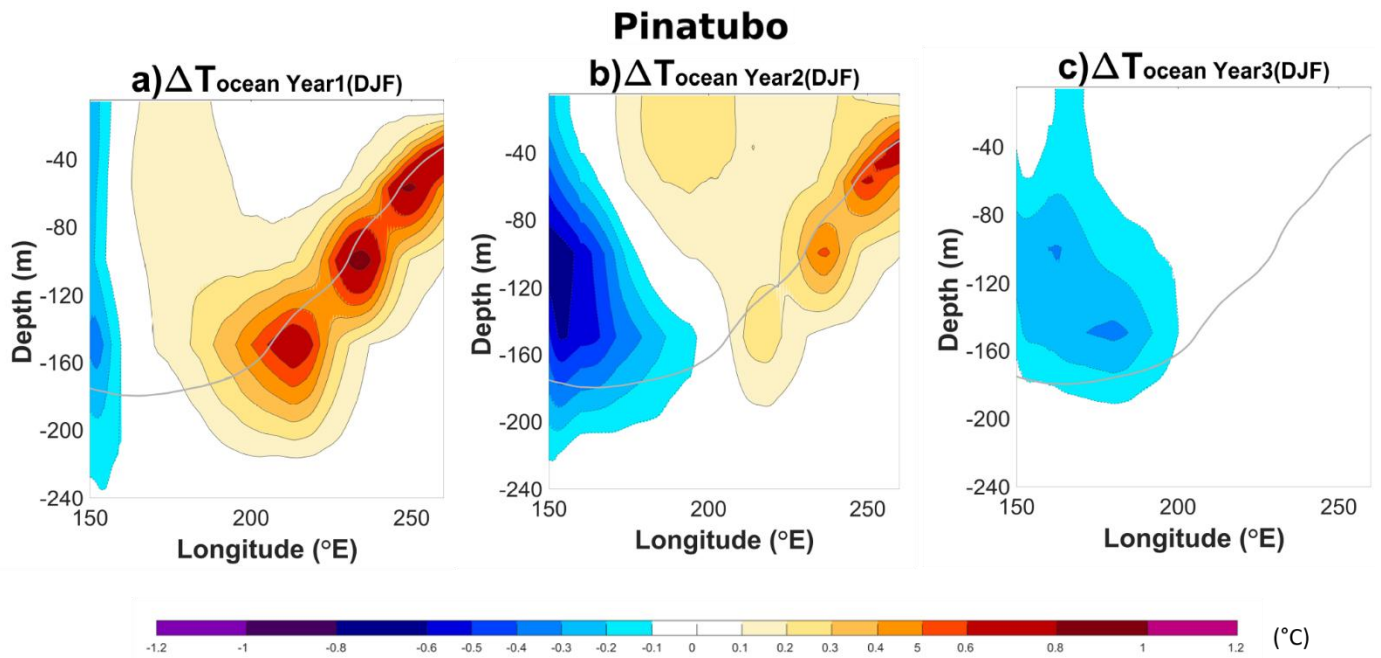 Pinatubo
a)ΔTocean Year1(DJF)
b)ΔTocean Year2(DJF)
c)ΔTocean Year3(DJF)
Depth (m)
-40
-80
-120
-160
-200
-240
150 200 250
Longitude (°E)
Depth (m)
-40
-80
-120
-160
-200
-240
150 200 250
Longitude (°E)
Depth (m)
-40
-80
-120
-160
-200
-240
150 200 250
Longitude (°E)
-1.2 -1 -0.8 -0.6 -0.5 -0.4 -0.3 -0.2 -0.1 0 0.1 0.2 0.3 0.4 5 0.6 0.8 1 1.2
(°C)